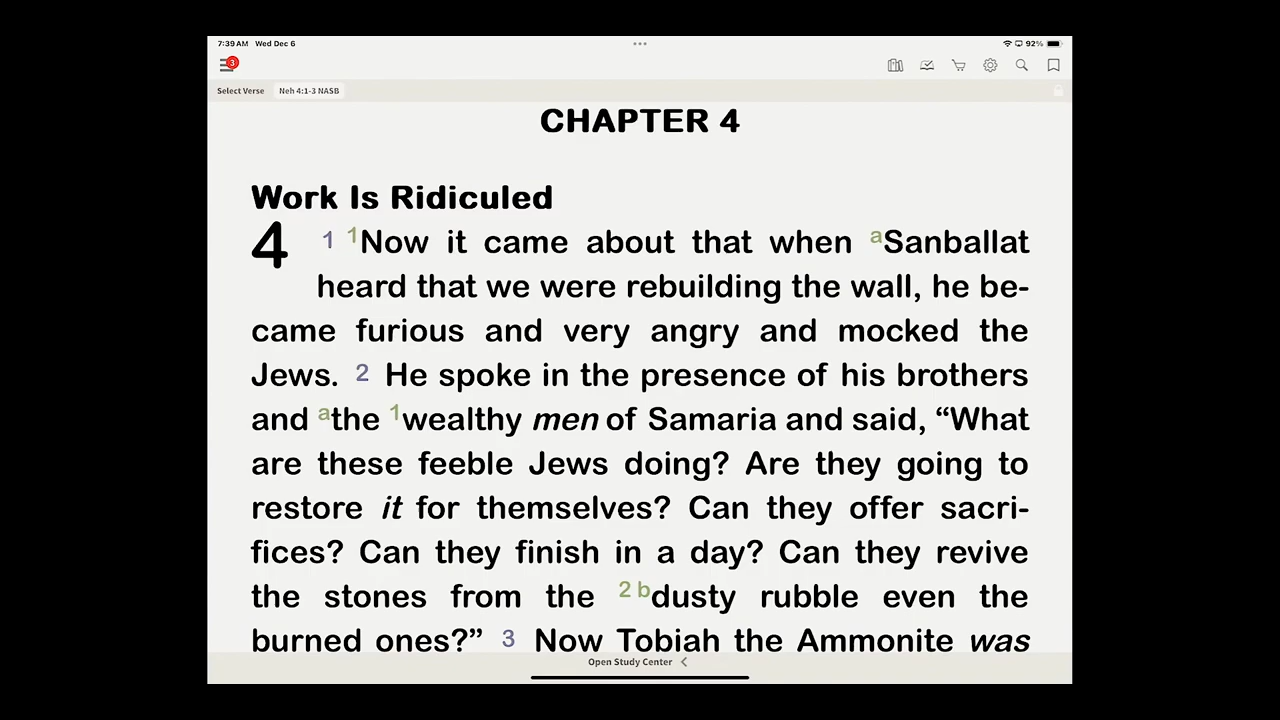 7:39 AM Wed Dec 6
92%
3
Select Verse Neh 4:1-3 NASB
CHAPTER 4
Work Is Ridiculed
4 1 1Now it came about that when aSanballat
heard that we were rebuilding the wall, he be-
came furious and very angry and mocked the
Jews. 2 He spoke in the presence of his brothers
and athe 1wealthy men of Samaria and said, “What
are these feeble Jews doing? Are they going to
restore it for themselves? Can they offer sacri-
fices? Can they finish in a day? Can they revive
the stones from the 2 bdusty rubble even the
burned ones?” 3 Now Tobiah the Ammonite was
Open Study Center